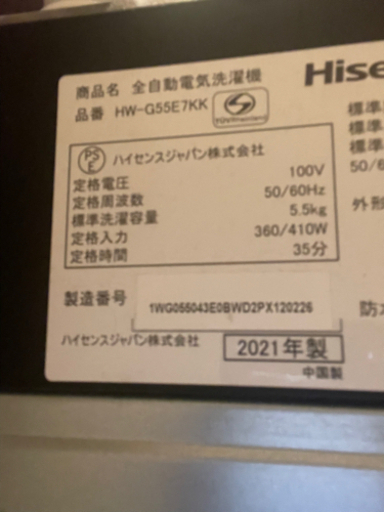 商品名 全自動電気洗濯機
Hise
品番 HW-G55E7KK
標準
標準
標準
50/6
PS
E
ハイセンスジャパン株式会社
定格電圧 100V
定格周波数 50/60Hz
標準洗濯容量 5.5kg
定格入力 360/410W
定格時間 35分
外形
製造番号 1WG055043E0BWD2PX120226
防水
ハイセンスジャパン株式会社 2021年製
中国製